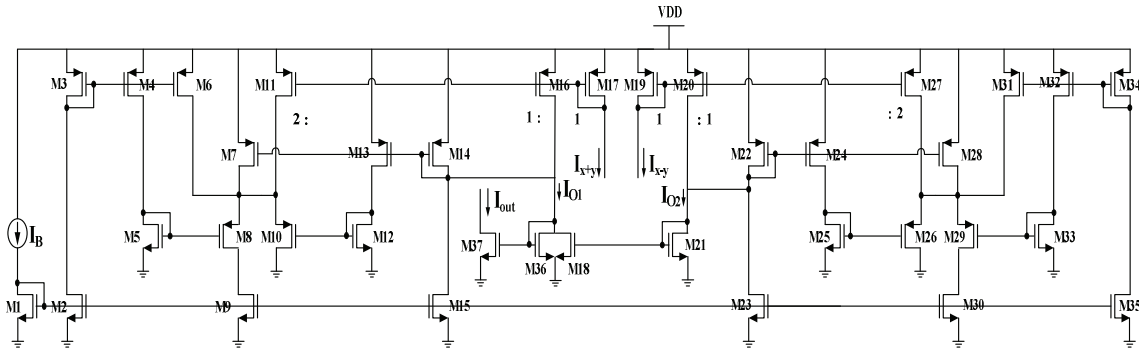 VDD
M3 M4 M6 M11 M16 M17 M19 M20 M27 M31 M32 M34
2 : 1 : 1 1 : 1 : 2
M7 M13 M14 M22 M24 M28
Ix+y Ix-y
Iout IO1 IO2
IB M5 M8 M10 M12 M37 M36 M18 M21 M25 M26 M29 M33
M1 M2 M9 M15 M23 M30 M35